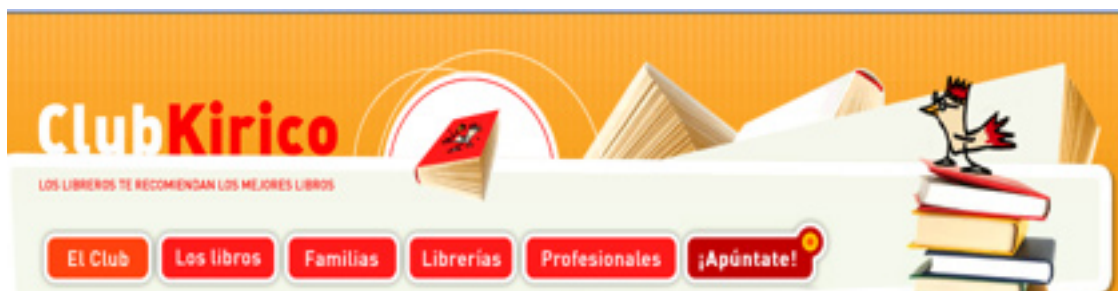 ClubKirico
LOS LIBREROS TE RECOMIENDAN LOS MEJORES LIBROS
El Club Los libros Familias Librerías Profesionales ¡Apúntate!